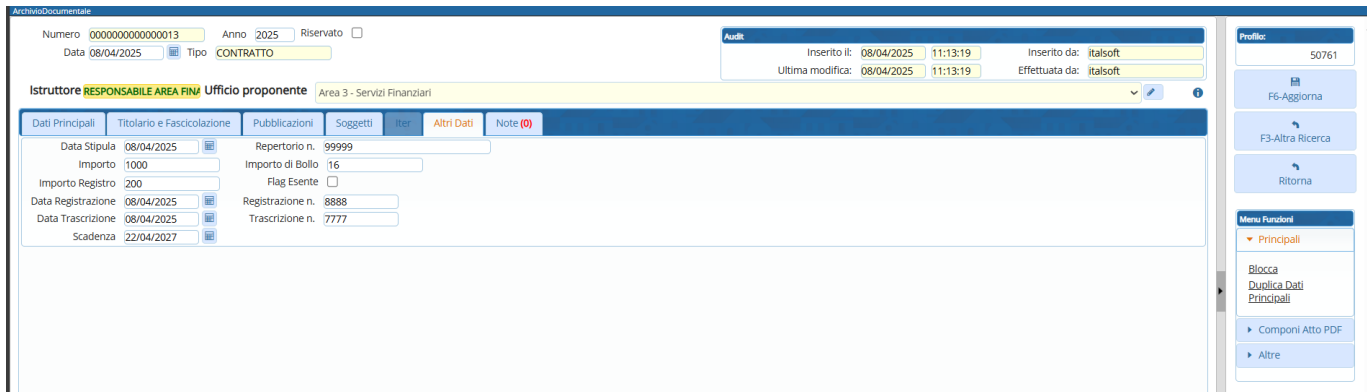 ArchivioDocumentale
Numero 0000000000000013 Anno 2025 Riservato
Data 08/04/2025 Tipo CONTRATTO
Audit
Inserito il: 08/04/2025 11:13:19 Inserito da: italsoft
Ultima modifica: 08/04/2025 11:13:19 Effettuata da: italsoft
Istruttore RESPONSABILE AREA FINA Ufficio proponente Area 3 - Servizi Finanziari
Dati Principali Titolario e Fascicolazione Pubblicazioni Soggetti Iter Altri Dati Note (0)
Data Stipula 08/04/2025 Repertorio n. 99999
Importo 1000 Importo di Bollo 16
Importo Registro 200 Flag Esente
Data Registrazione 08/04/2025 Registrazione n. 8888
Data Trascrizione 08/04/2025 Trascrizione n. 7777
Scadenza 22/04/2027
Profilo:
50761
F6-Aggiorna
F3-Altra Ricerca
Ritorna
Menu Funzioni
Principali
Blocca
Duplica Dati
Principali
Componi Atto PDF
Altre